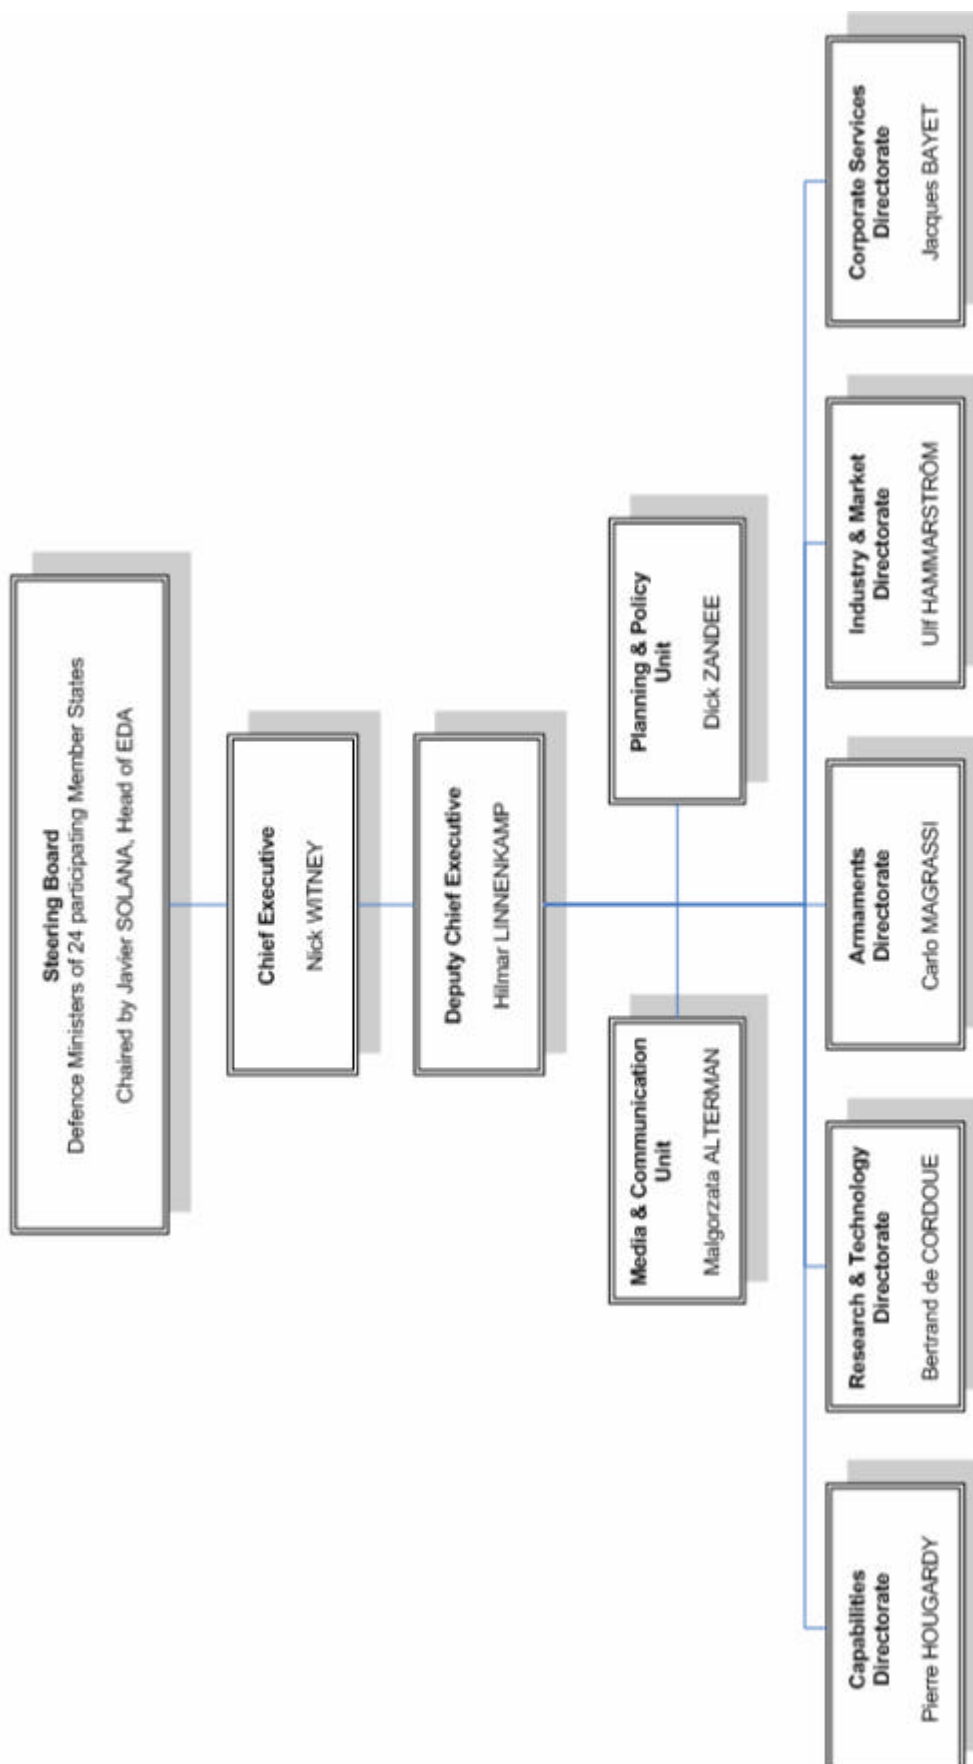 Steering Board
Defence Ministers of 24 participating Member States
Chaired by Javier SOLANA, Head of EDA
Chief Executive
Nick WITNEY
Deputy Chief Executive
Hilmar LINNENKAMP
Media & Communication
Unit
Malgorzata ALTERMAN
Planning & Policy
Unit
Dick ZANDEE
Capabilities
Directorate
Pierre HOUGARDY
Research & Technology
Directorate
Bertrand de CORDOUE
Armaments
Directorate
Carlo MAGRASSI
Industry & Market
Directorate
Ulf HAMMARSTRÖM
Corporate Services
Directorate
Jacques BAYET